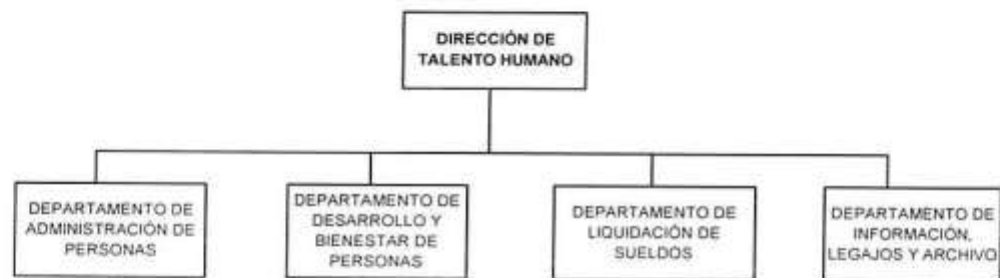 DIRECCIÓN DE
TALENTO HUMANO
DEPARTAMENTO DE
ADMINISTRACIÓN DE
PERSONAS
DEPARTAMENTO DE
DESARROLLO Y
BIENESTAR DE
PERSONAS
DEPARTAMENTO DE
LIQUIDACIÓN DE
SUELDOS
DEPARTAMENTO DE
INFORMACIÓN,
LEGAJOS Y ARCHIVO